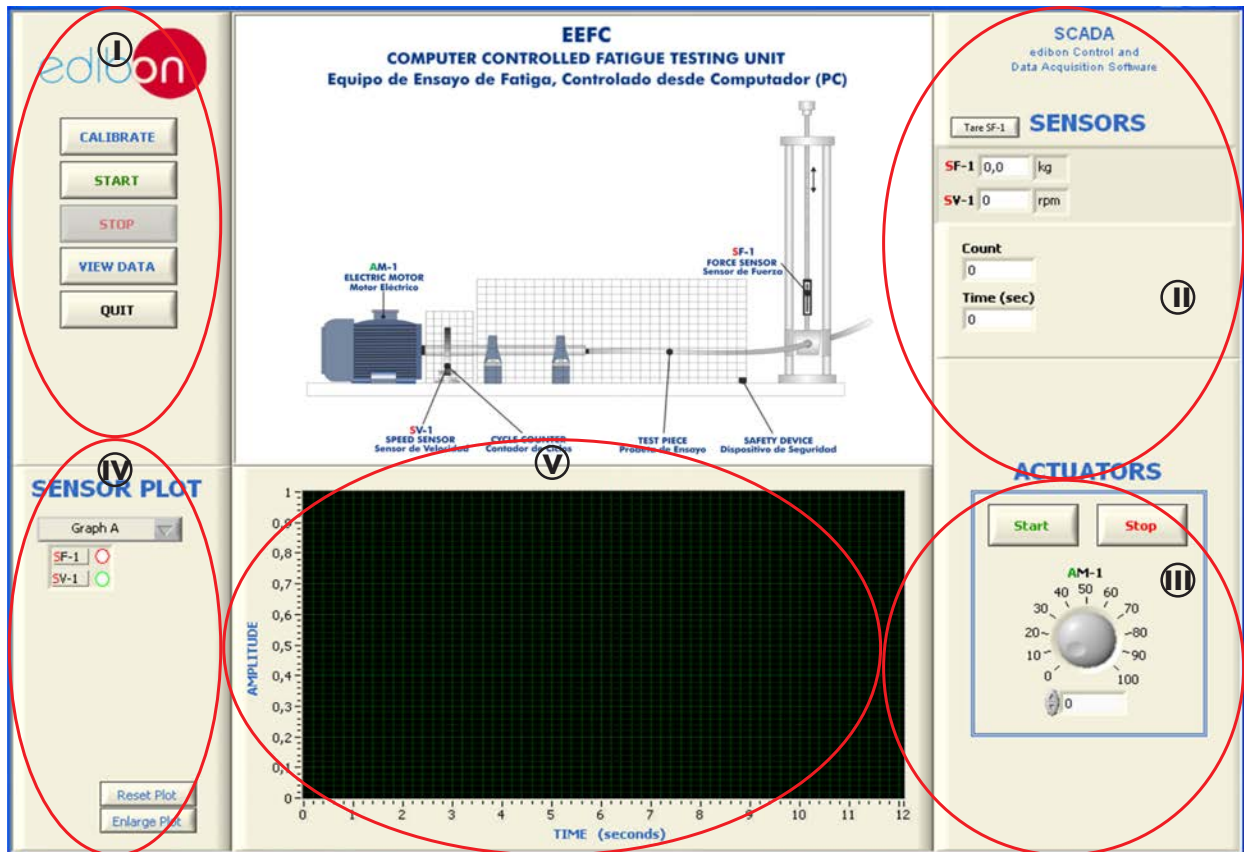 I
edibon
CALIBRATE
START
STOP
VIEW DATA
QUIT
EEFC
COMPUTER CONTROLLED FATIGUE TESTING UNIT
Equipo de Ensayo de Fatiga, Controlado desde Computador (PC)
AM-1
ELECTRIC MOTOR
Motor Eléctrico
SF-1
FORCE SENSOR
Sensor de Fuerza
SV-1
SPEED SENSOR
Sensor de Velocidad
CYCLE COUNTER
Contador de Ciclos
TEST PIECE
Probeta de Ensayo
SAFETY DEVICE
Dispositivo de Seguridad
SCADA
edibon Control and
Data Acquisition Software
Tare SF-1 SENSORS
SF-1 0,0 kg
SV-1 0 rpm
Count
0
Time (sec)
0
II
IV
SENSOR PLOT
Graph A
SF-1
SV-1
Reset Plot
Enlarge Plot
V
AMPLITUDE
1
0,9
0,8
0,7
0,6
0,5
0,4
0,3
0,2
0,1
0
0 1 2 3 4 5 6 7 8 9 10 11 12
TIME (seconds)
ACTUATORS
Start Stop
III
AM-1
0 10 20 30 40 50 60 70 80 90 100
0